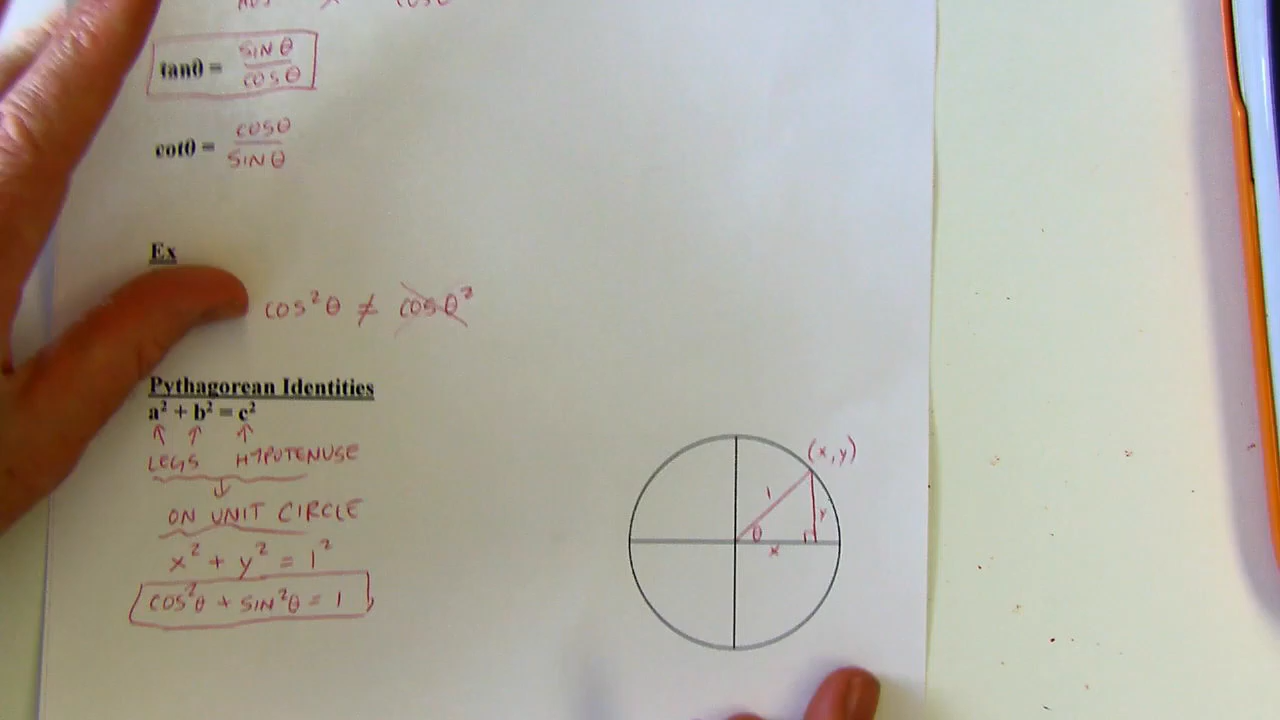 tanθ = SINθ / COSθ
cotθ = COSθ / SINθ
Ex
COS²θ ≠ COSθ²
Pythagorean Identities
a² + b² = c²
↑ ↑ ↑
LEGS HYPOTENUSE
↓
ON UNIT CIRCLE
x² + y² = 1²
COS²θ + SIN²θ = 1
(x,y)
1
y
θ
x